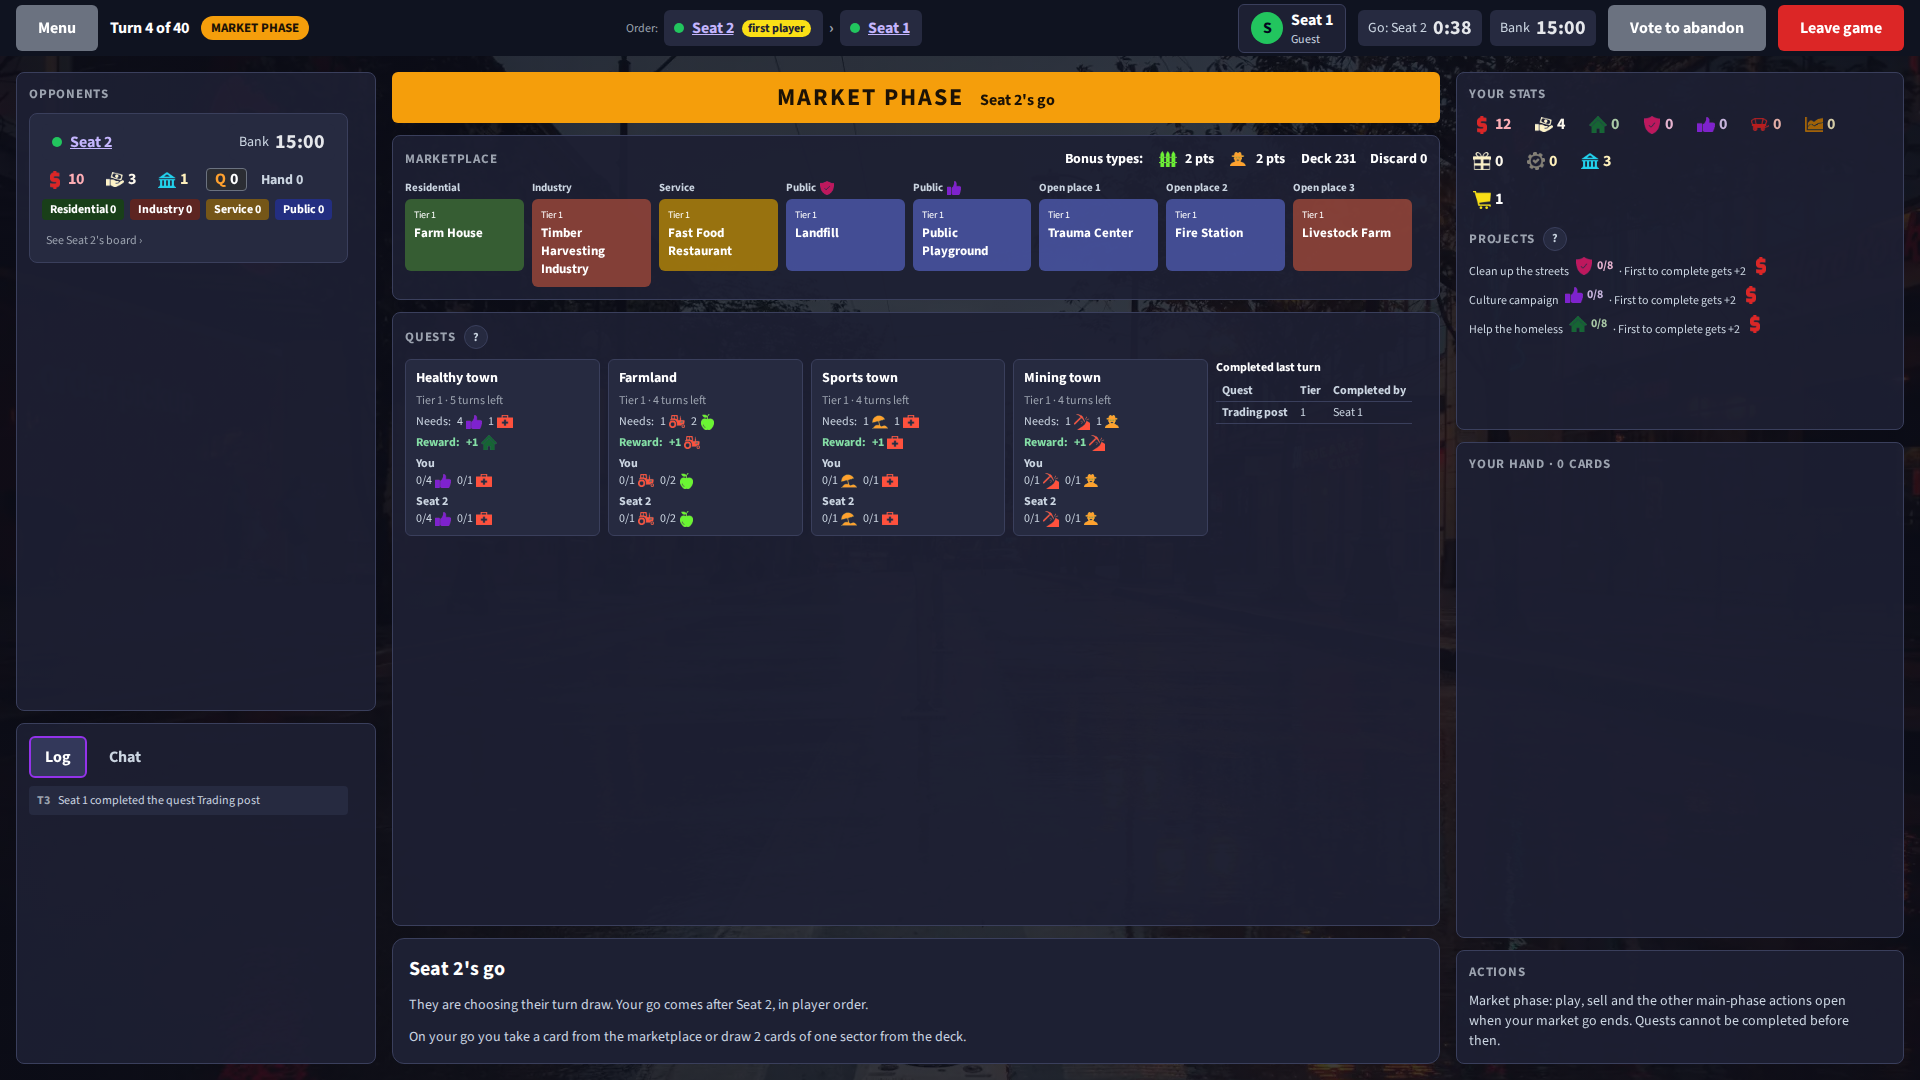 Menu
Turn 4 of 40
MARKET PHASE
Order: Seat 2 first player › Seat 1
S
Seat 1
Guest
Go: Seat 2 0:38
Bank 15:00
Vote to abandon
Leave game
OPPONENTS
Seat 2
Bank 15:00
10 3 1 Q 0 Hand 0
Residential 0 Industry 0 Service 0 Public 0
See Seat 2's board ›
Log
Chat
T3 Seat 1 completed the quest Trading post
MARKET PHASE Seat 2's go
MARKETPLACE
Bonus types: 2 pts 2 pts Deck 231 Discard 0
Residential
Tier 1
Farm House
Industry
Tier 1
Timber
Harvesting
Industry
Service
Tier 1
Fast Food
Restaurant
Public
Tier 1
Landfill
Public
Tier 1
Public
Playground
Open place 1
Tier 1
Trauma Center
Open place 2
Tier 1
Fire Station
Open place 3
Tier 1
Livestock Farm
QUESTS ?
Healthy town
Tier 1 · 5 turns left
Needs: 4 1
Reward: +1
You
0/4 0/1
Seat 2
0/4 0/1
Farmland
Tier 1 · 4 turns left
Needs: 1 2
Reward: +1
You
0/1 0/2
Seat 2
0/1 0/2
Sports town
Tier 1 · 4 turns left
Needs: 1 1
Reward: +1
You
0/1 0/1
Seat 2
0/1 0/1
Mining town
Tier 1 · 4 turns left
Needs: 1 1
Reward: +1
You
0/1 0/1
Seat 2
0/1 0/1
Completed last turn
Quest Tier Completed by
Trading post 1 Seat 1
Seat 2's go
They are choosing their turn draw. Your go comes after Seat 2, in player order.
On your go you take a card from the marketplace or draw 2 cards of one sector from the deck.
YOUR STATS
12 4 0 0 0 0 0
0 0 3
1
PROJECTS ?
Clean up the streets 0/8 · First to complete gets +2
Culture campaign 0/8 · First to complete gets +2
Help the homeless 0/8 · First to complete gets +2
YOUR HAND · 0 CARDS
ACTIONS
Market phase: play, sell and the other main-phase actions open
when your market go ends. Quests cannot be completed before
then.